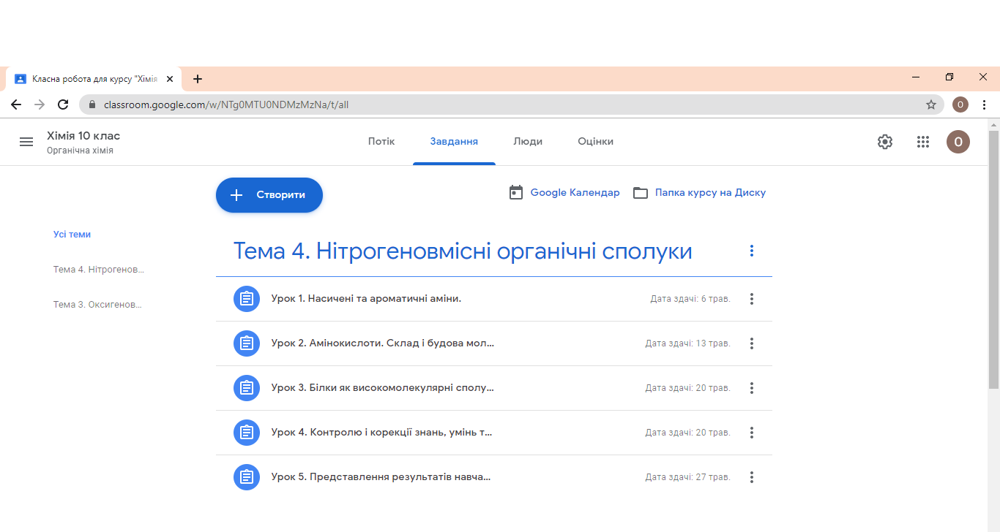 Класна робота для курсу "Хімія
classroom.google.com/w/NTg0MTU0NDMzMzNa/t/all
О
Хімія 10 клас
Органічна хімія
Потік
Завдання
Люди
Оцінки
О
Створити
Google Календар
Папка курсу на Диску
Усі теми
Тема 4. Нітрогенов...
Тема 3. Оксигенов...
Тема 4. Нітрогеновмісні органічні сполуки
Урок 1. Насичені та ароматичні аміни.
Дата здачі: 6 трав.
Урок 2. Амінокислоти. Склад і будова мол...
Дата здачі: 13 трав.
Урок 3. Білки як високомолекулярні сполу...
Дата здачі: 20 трав.
Урок 4. Контролю і корекції знань, умінь т...
Дата здачі: 20 трав.
Урок 5. Представлення результатів навча...
Дата здачі: 27 трав.